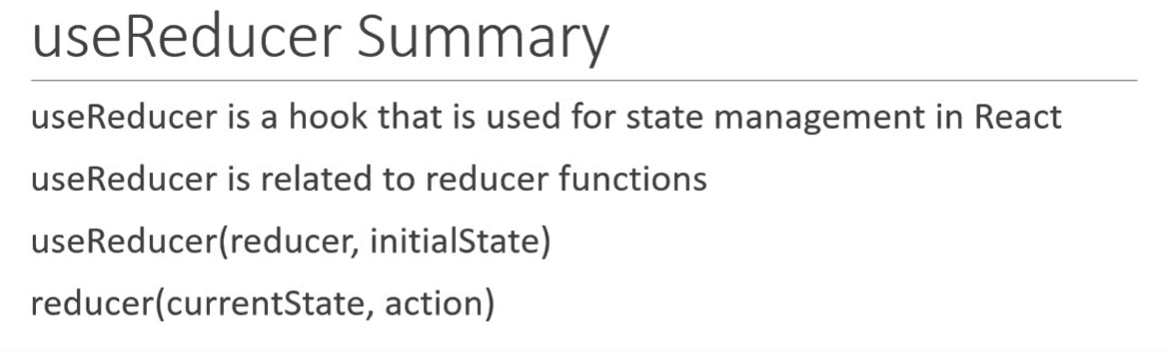 useReducer Summary
useReducer is a hook that is used for state management in React
useReducer is related to reducer functions
useReducer(reducer, initialState)
reducer(currentState, action)